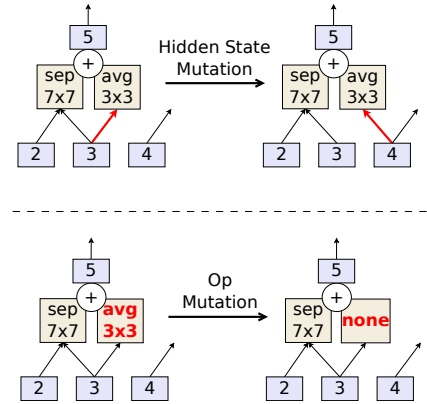 5
Hidden State
Mutation
5
+
+
sep
7x7
avg
3x3
sep
7x7
avg
3x3
2
3
4
2
3
4
5
Op
Mutation
5
+
+
sep
7x7
avg
3x3
sep
7x7
none
2
3
4
2
3
4